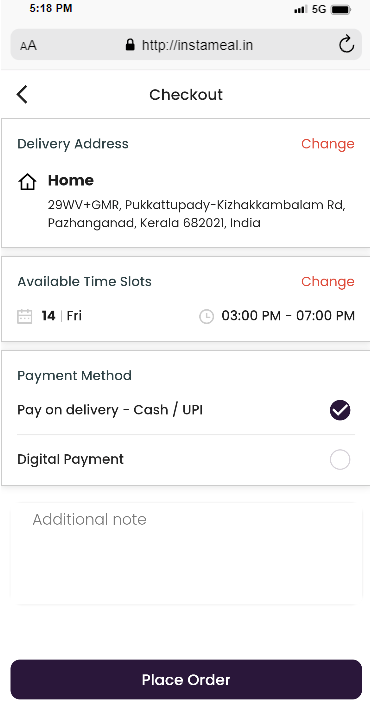 5:18 PM
5G
AA
http://instameal.in
Checkout
Delivery Address
Change
Home
29WV+GMR, Pukkattupady-Kizhakkambalam Rd,
Pazhanganad, Kerala 682021, India
Available Time Slots
Change
14 | Fri
03:00 PM - 07:00 PM
Payment Method
Pay on delivery - Cash / UPI
Digital Payment
Additional note
Place Order